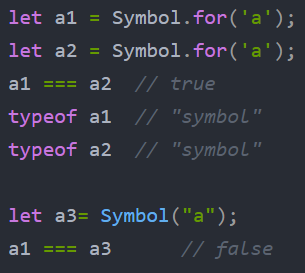 let a1 = Symbol.for('a');
let a2 = Symbol.for('a');
a1 === a2  // true
typeof a1  // "symbol"
typeof a2  // "symbol"

let a3= Symbol("a");
a1 === a3      // false